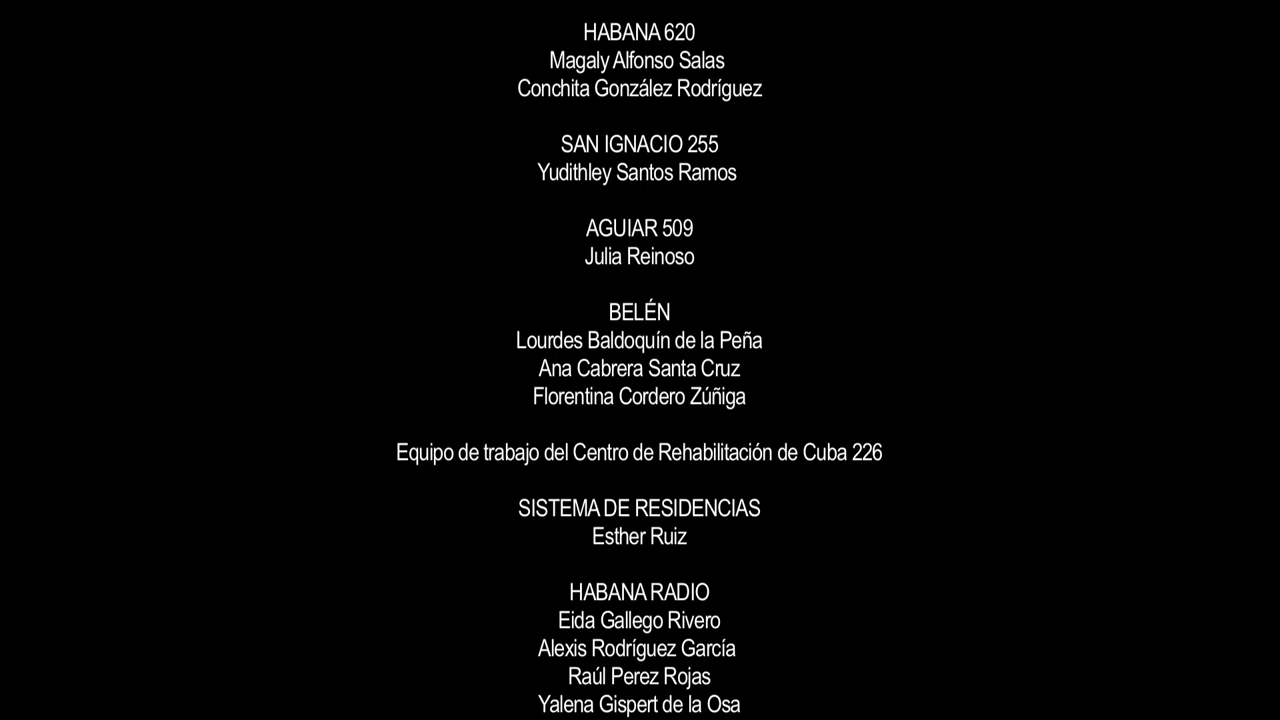 HABANA 620
Magaly Alfonso Salas
Conchita González Rodríguez
SAN IGNACIO 255
Yudithley Santos Ramos
AGUIAR 509
Julia Reinoso
BELÉN
Lourdes Baldoquín de la Peña
Ana Cabrera Santa Cruz
Florentina Cordero Zúñiga
Equipo de trabajo del Centro de Rehabilitación de Cuba 226
SISTEMA DE RESIDENCIAS
Esther Ruiz
HABANA RADIO
Eida Gallego Rivero
Alexis Rodríguez García
Raúl Perez Rojas
Yalena Gispert de la Osa